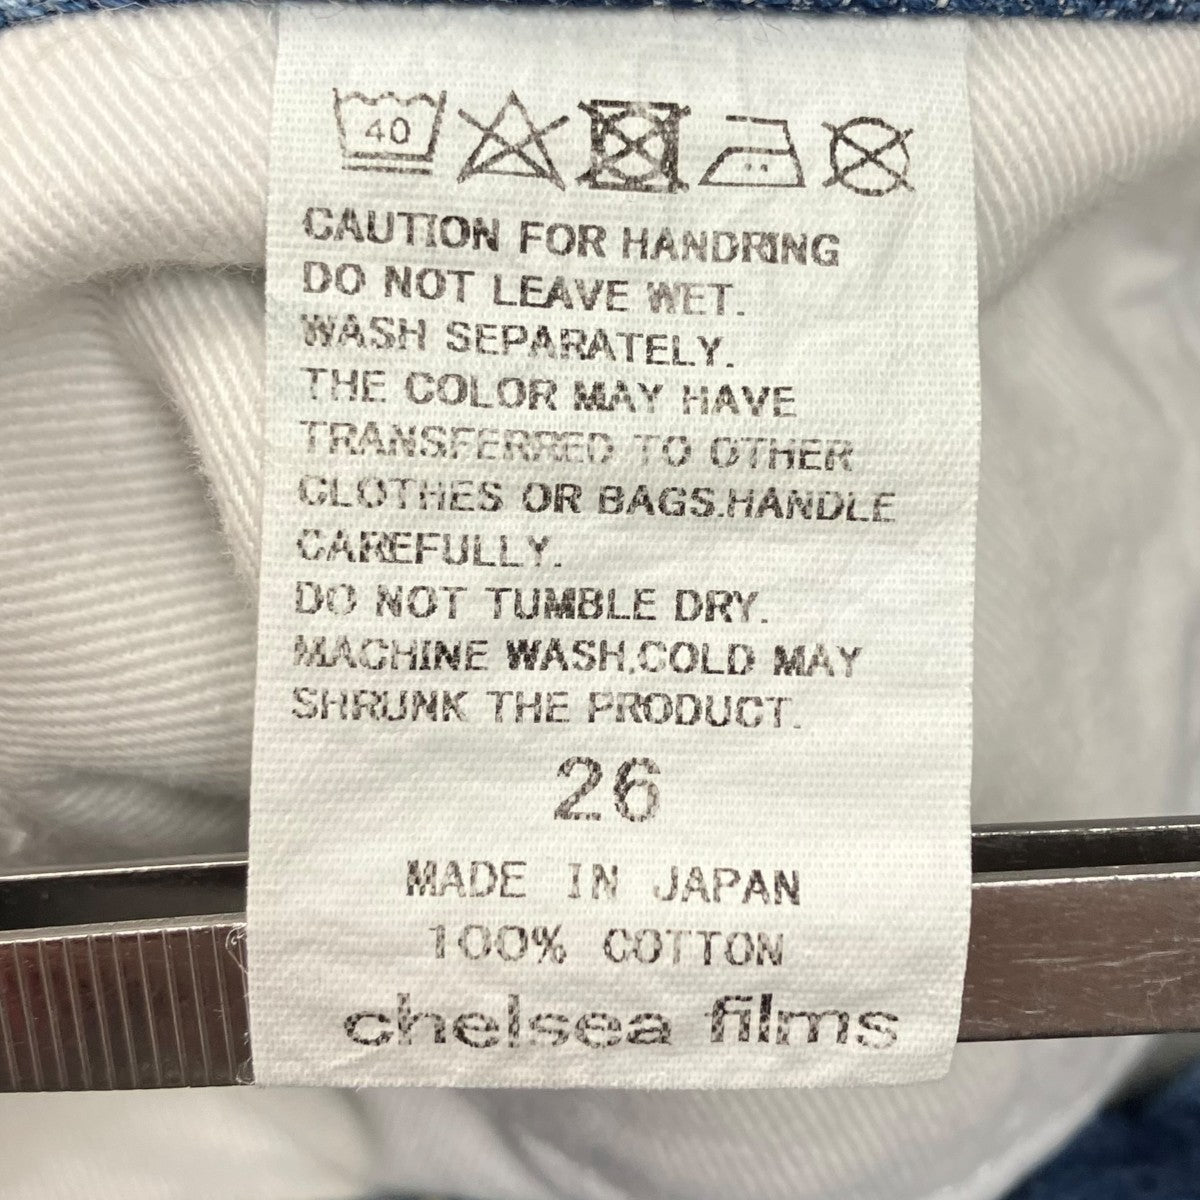 40
CAUTION FOR HANDRING
DO NOT LEAVE WET.
WASH SEPARATELY.
THE COLOR MAY HAVE
TRANSFERRED TO OTHER
CLOTHES OR BAGS.HANDLE
CAREFULLY.
DO NOT TUMBLE DRY.
MACHINE WASH.COLD MAY
SHRUNK THE PRODUCT.
26
MADE IN JAPAN
100% COTTON
chelsea films